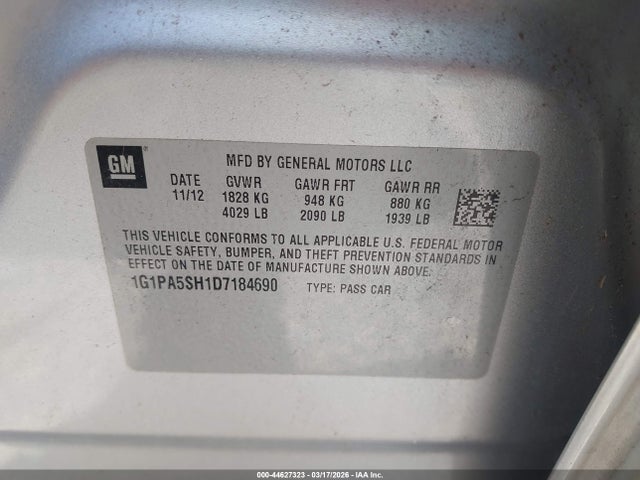 GM
MFD BY GENERAL MOTORS LLC
DATE GVWR GAWR FRT GAWR RR
11/12 1828 KG 948 KG 880 KG
4029 LB 2090 LB 1939 LB
THIS VEHICLE CONFORMS TO ALL APPLICABLE U.S. FEDERAL MOTOR
VEHICLE SAFETY, BUMPER, AND THEFT PREVENTION STANDARDS IN
EFFECT ON THE DATE OF MANUFACTURE SHOWN ABOVE.
1G1PA5SH1D7184690 TYPE: PASS CAR
000-44627323 — 03/17/2026 — IAA Inc.